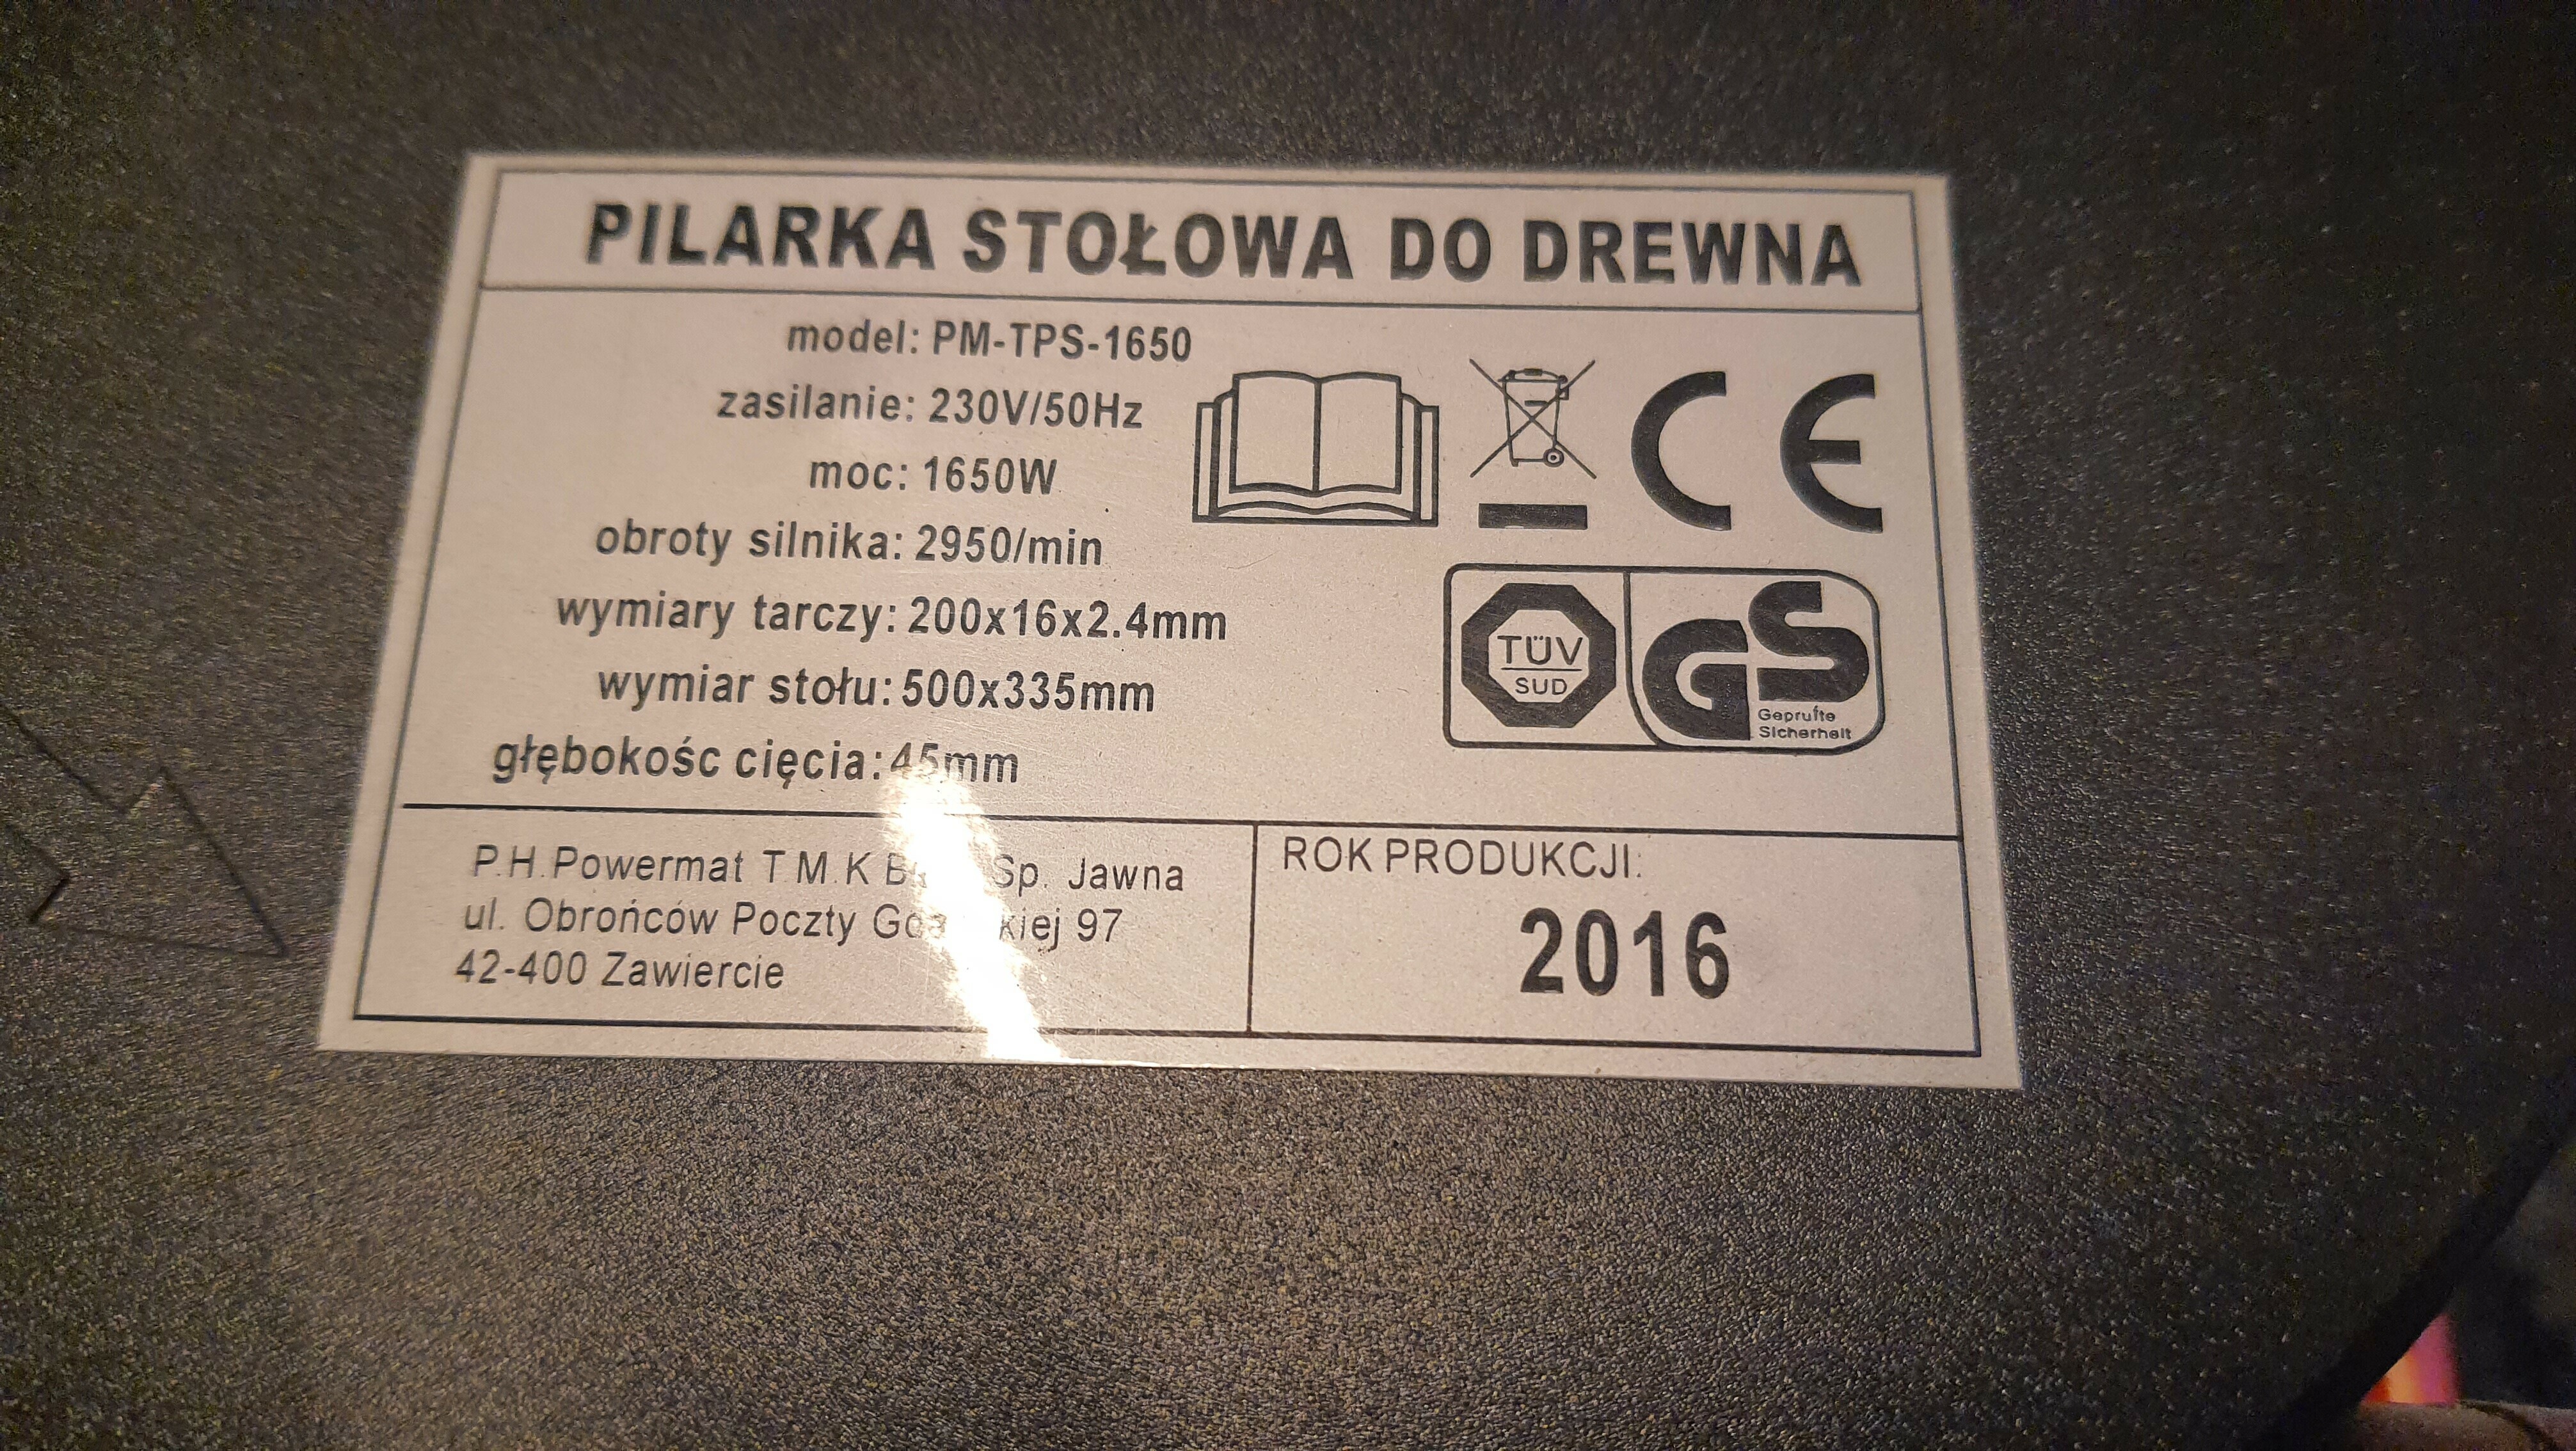 PILARKA STOŁOWA DO DREWNA
model: PM-TPS-1650
zasilanie: 230V/50Hz
moc: 1650W
obroty silnika: 2950/min
wymiary tarczy: 200x16x2.4mm
wymiar stołu: 500x335mm
głębokośc cięcia: 45mm
CE
TÜV
SUD
GS
Geprufte
Sicherheit
P.H.Powermat T.M.K Sp. Jawna
ul. Obrońców Poczty 97
42-400 Zawiercie
ROK PRODUKCJI:
2016